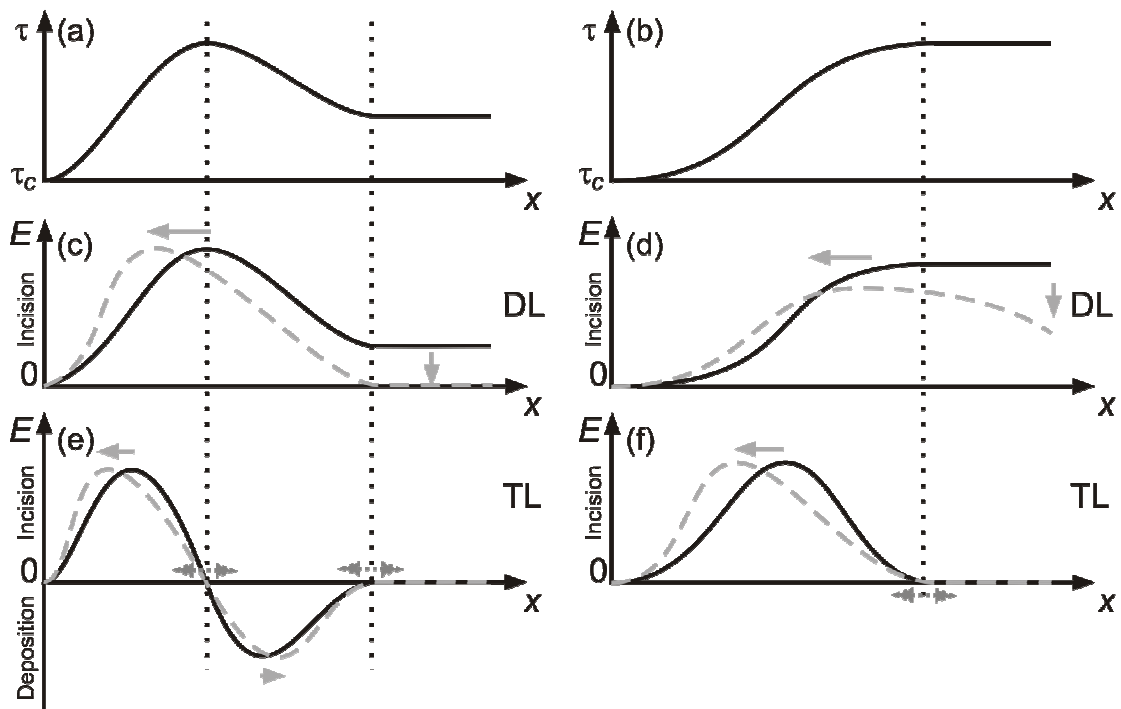 τ (a)
τc
x
τ (b)
τc
x
E (c)
Incision
0
DL
x
E (d)
Incision
0
DL
x
E (e)
Incision
0
Deposition
TL
x
E (f)
Incision
0
TL
x